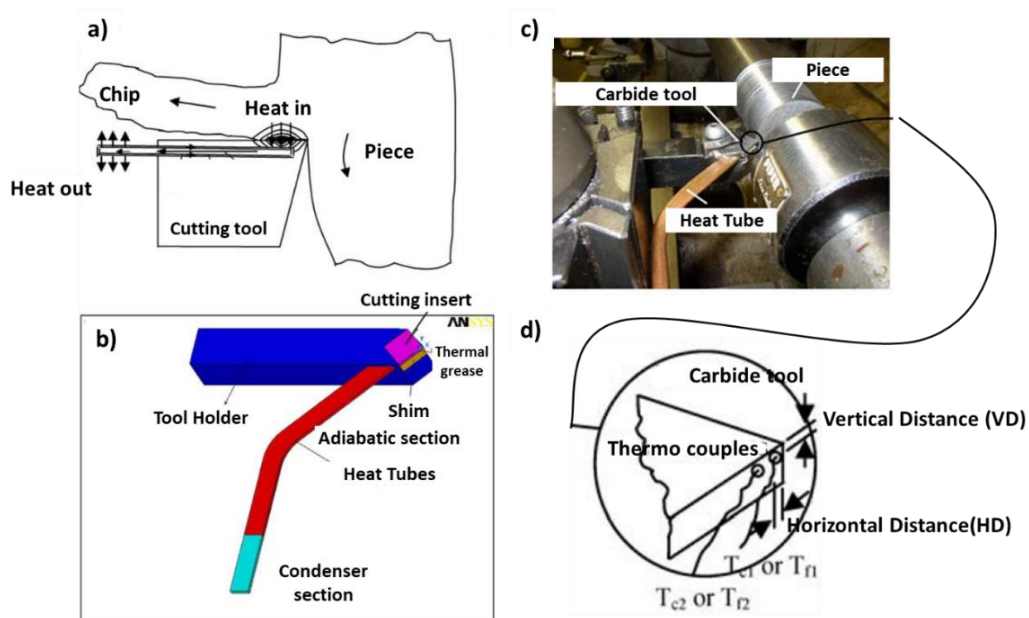 a)
Chip
Heat in
Heat out
Piece
Cutting tool
b)
Cutting insert
ANSYS
Thermal
grease
Tool Holder
Shim
Adiabatic section
Heat Tubes
Condenser
section
c)
Piece
Carbide tool
Heat Tube
d)
Carbide tool
Vertical Distance (VD)
Thermo couples
Horizontal Distance(HD)
Tc1 or Tf1
Tc2 or Tf2